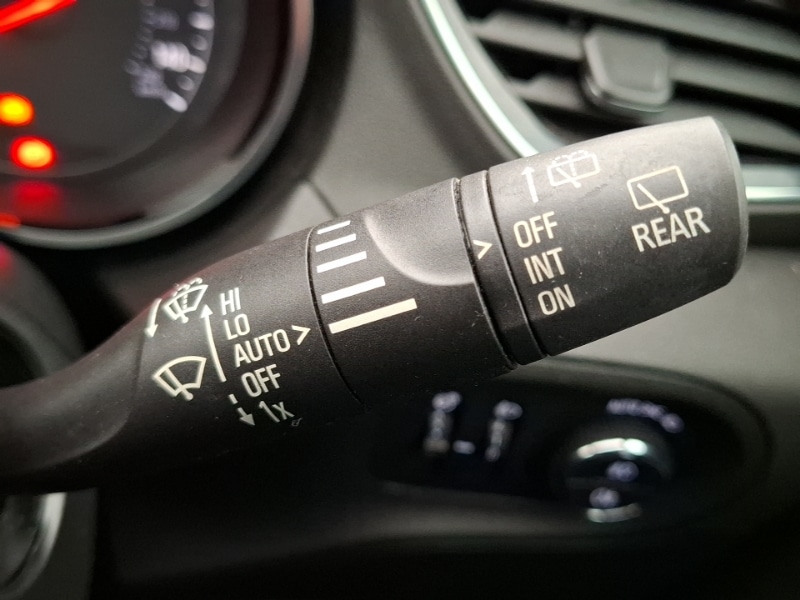 HI
LO
AUTO >
OFF
1x
>
OFF
INT
ON
REAR